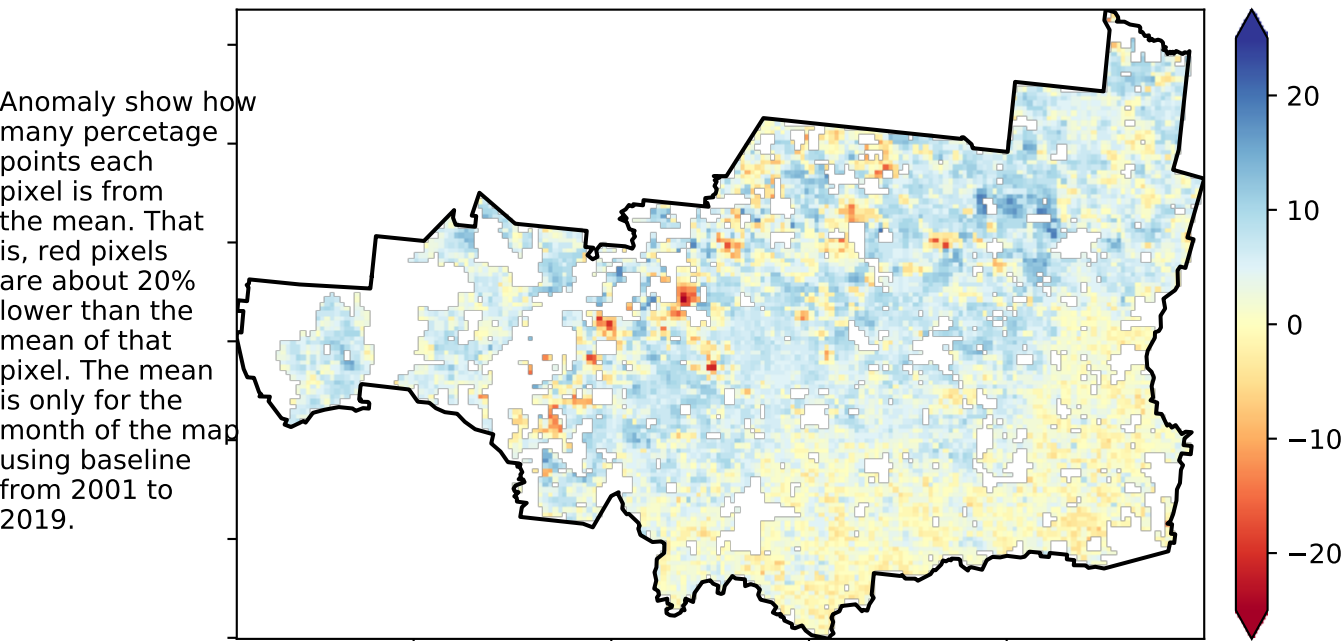 Anomaly show how
many percetage
points each
pixel is from
the mean. That
is, red pixels
are about 20%
lower than the
mean of that
pixel. The mean
is only for the
month of the map
using baseline
from 2001 to
2019.
20
10
0
−10
−20